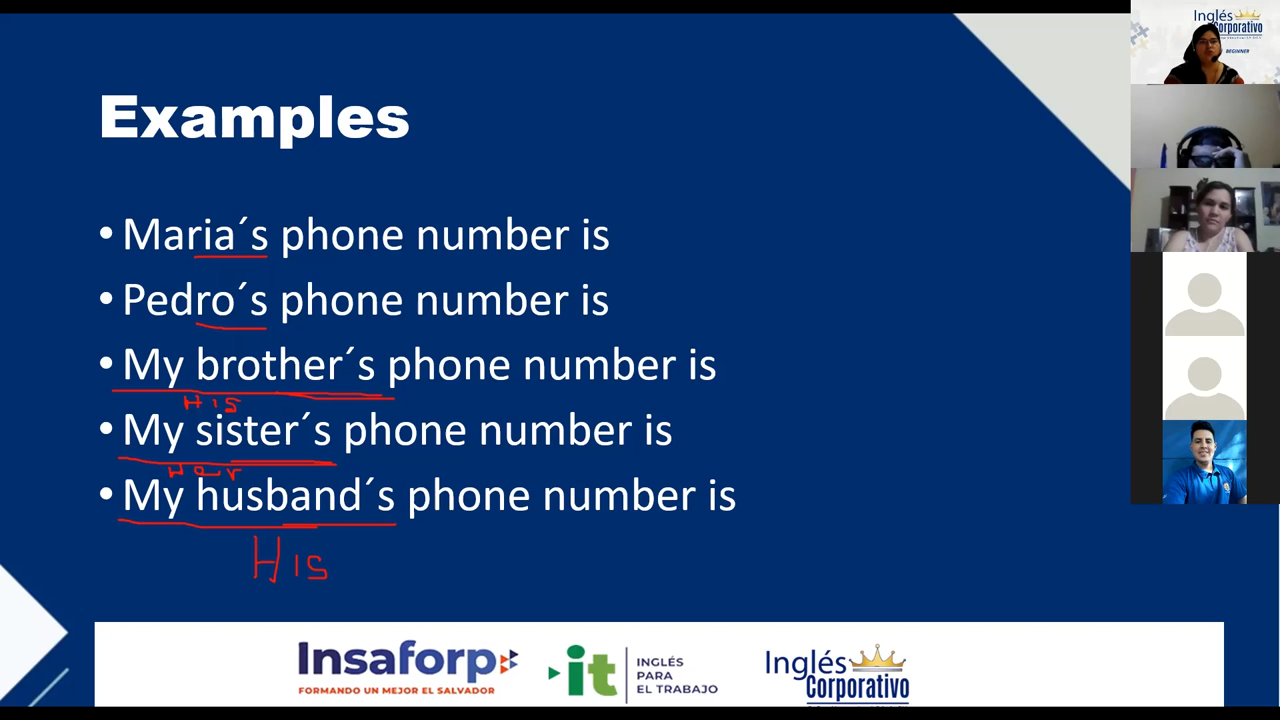 Examples
• Maria´s phone number is
• Pedro´s phone number is
• My brother´s phone number is
His
• My sister´s phone number is
Her
• My husband´s phone number is
His
Insaforp
FORMANDO UN MEJOR EL SALVADOR
it
INGLÉS
PARA
EL TRABAJO
Inglés
Corporativo
Inglés
Corporativo
BEGINNER